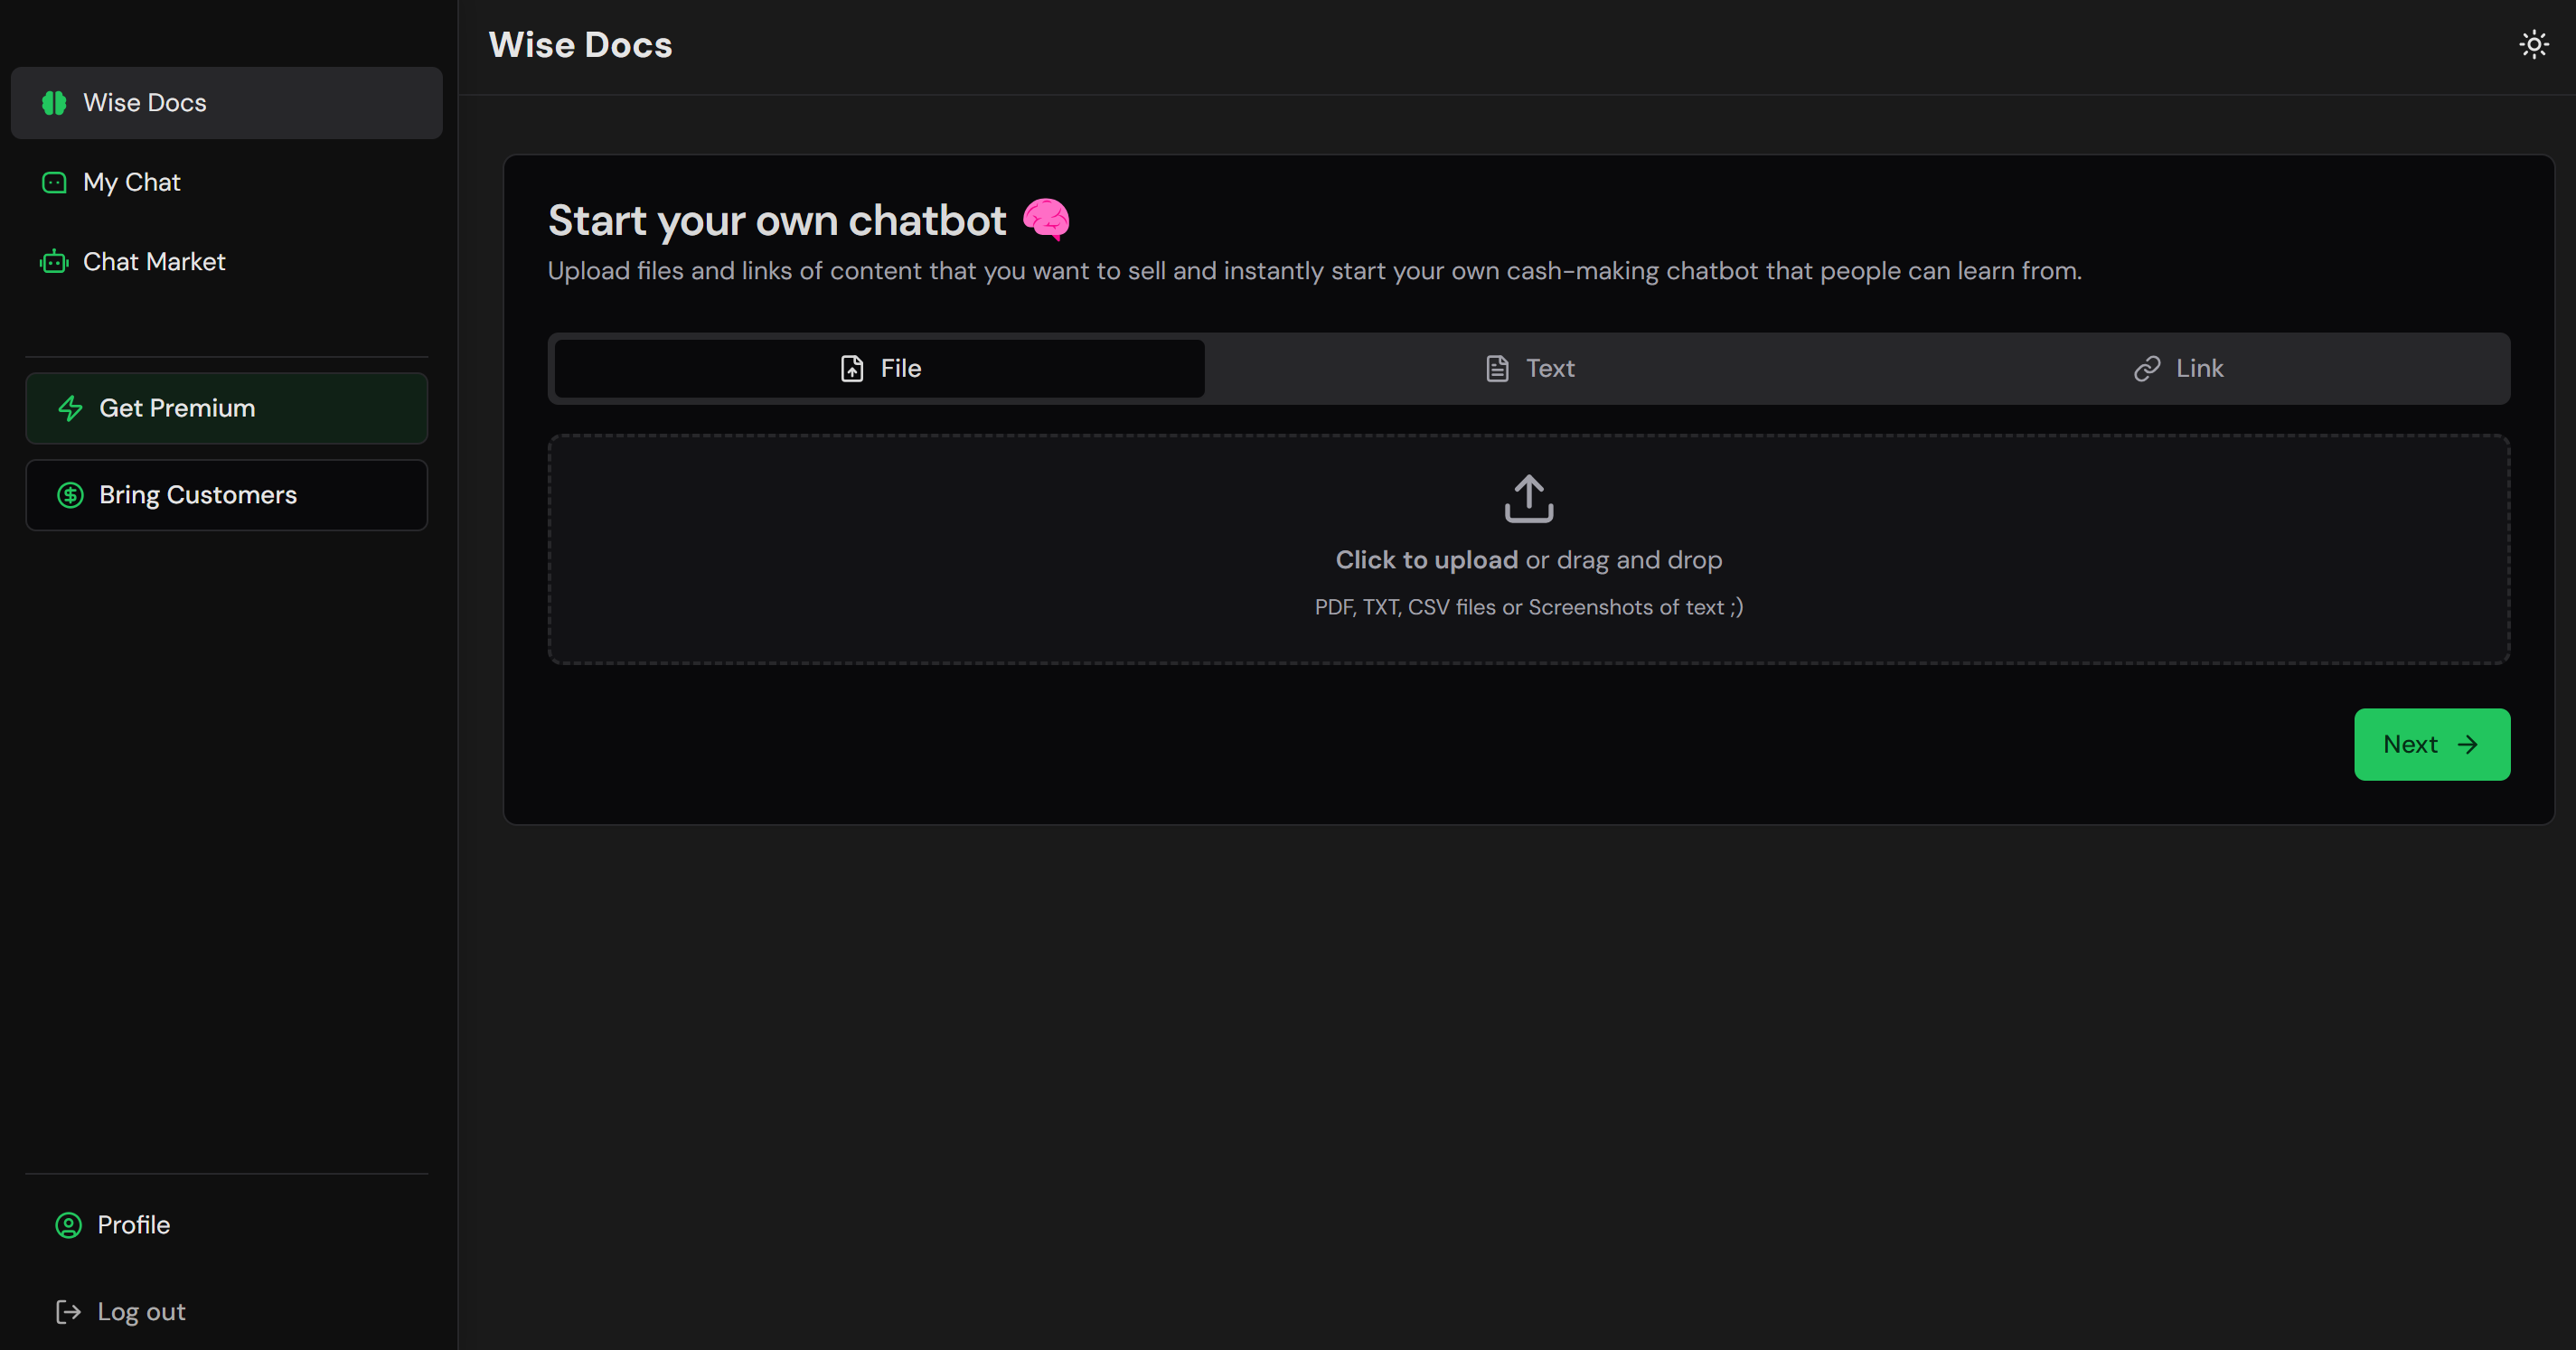 Wise Docs
My Chat
Chat Market
Get Premium
Bring Customers
Profile
Log out
Wise Docs
Start your own chatbot 🧠
Upload files and links of content that you want to sell and instantly start your own cash-making chatbot that people can learn from.
File
Text
Link
Click to upload or drag and drop
PDF, TXT, CSV files or Screenshots of text ;)
Next →